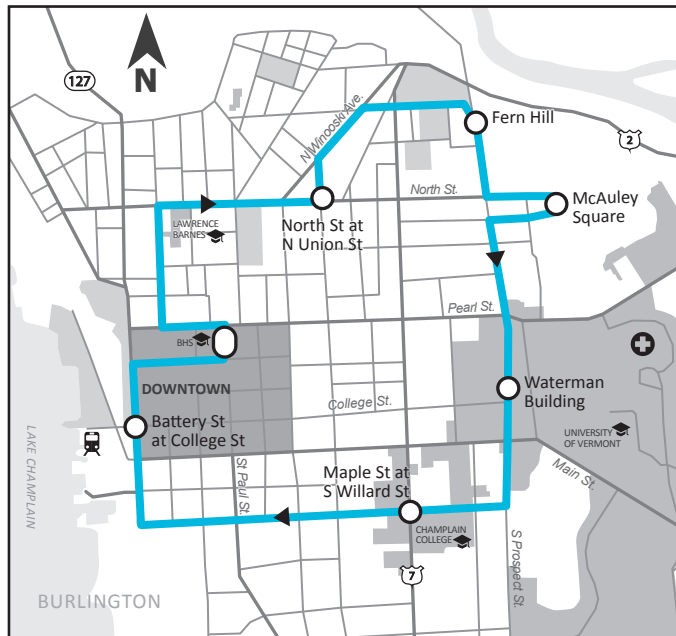 127
N
N Winooski Ave.
Fern Hill
2
North St.
McAuley
Square
LAWRENCE
BARNES
North St at
N Union St
Pearl St.
BHS
DOWNTOWN
Waterman
Building
College St.
Battery St
at College St
UNIVERSITY
OF VERMONT
LAKE CHAMPLAIN
Main St.
Maple St at
S Willard St
St Paul St.
CHAMPLAIN
COLLEGE
S Prospect St.
7
BURLINGTON